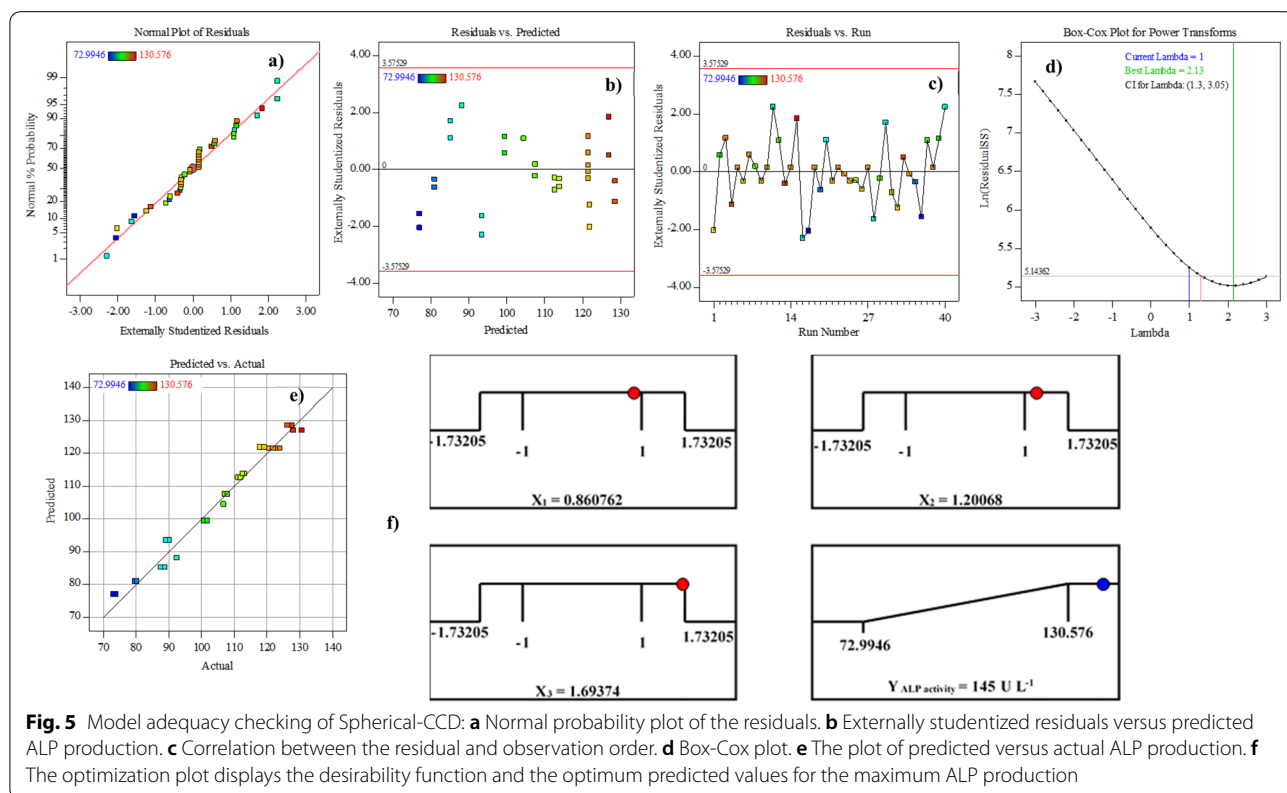 Normal Plot of Residuals
72.9946 130.576
a)
Normal % Probability
99
95
90
70
50
20
10
5
1
-3.00 -2.00 -1.00 0.00 1.00 2.00 3.00
Externally Studentized Residuals
Residuals vs. Predicted
4.00
3.57529
72.9946 130.576
b)
Externally Studentized Residuals
2.00
0
-2.00
-3.57529
-4.00
70 80 90 100 110 120 130
Predicted
Residuals vs. Run
4.00
3.57529
72.9946 130.576
c)
Externally Studentized Residuals
2.00
0
0.00
-2.00
-3.57529
-4.00
1 14 27 40
Run Number
Box-Cox Plot for Power Transforms
d)
Current Lambda = 1
Best Lambda = 2.13
CI for Lambda: (1.3, 3.05)
Ln(ResidualSS)
8
7.5
7
6.5
6
5.5
5.14362
5
-3 -2 -1 0 1 2 3
Lambda
Predicted vs. Actual
72.9946 130.576
e)
Predicted
140
130
120
110
100
90
80
70
70 80 90 100 110 120 130 140
Actual
f)
-1.73205 -1 1 1.73205
X1 = 0.860762
-1.73205 -1 1 1.73205
X2 = 1.20068
-1.73205 -1 1 1.73205
X3 = 1.69374
72.9946 130.576
Y ALP activity = 145 U L-1
Fig. 5 Model adequacy checking of Spherical-CCD: a Normal probability plot of the residuals. b Externally studentized residuals versus predicted
ALP production. c Correlation between the residual and observation order. d Box-Cox plot. e The plot of predicted versus actual ALP production. f
The optimization plot displays the desirability function and the optimum predicted values for the maximum ALP production